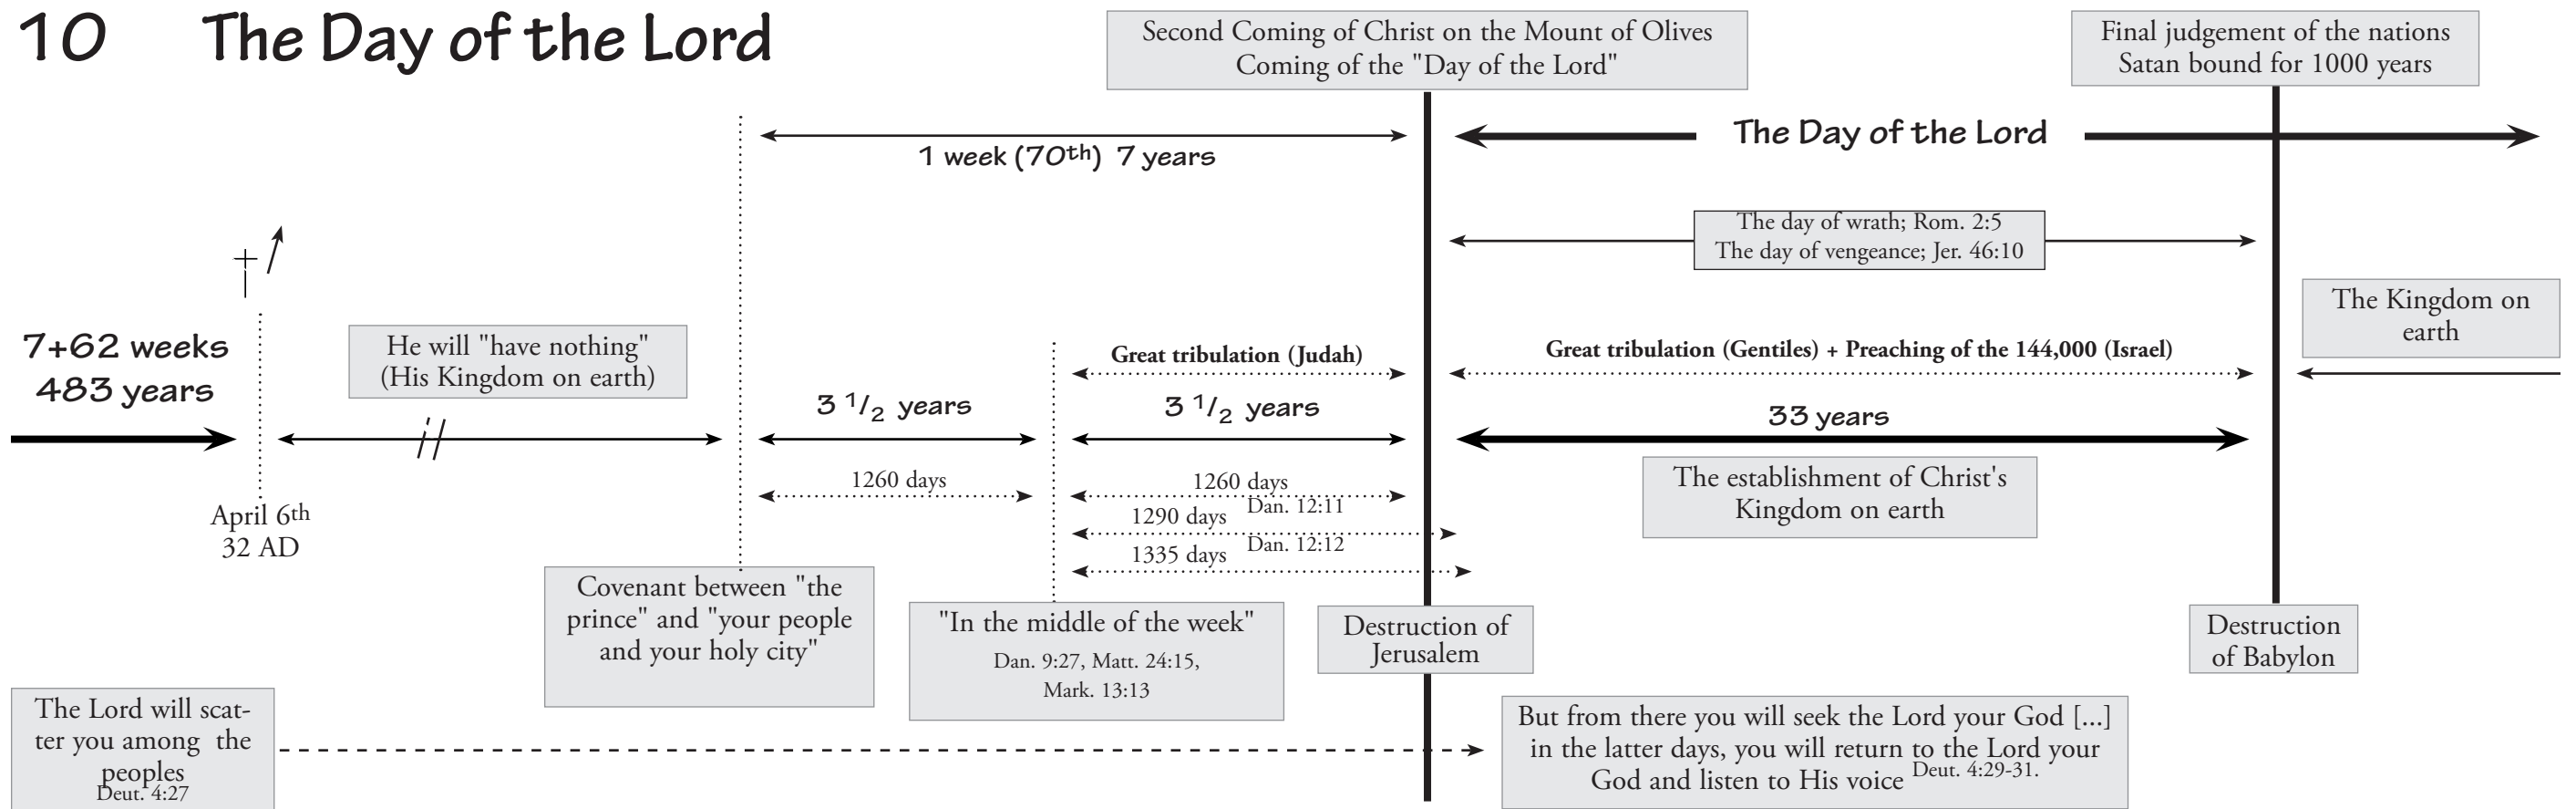 10 The Day of the Lord
Second Coming of Christ on the Mount of Olives
Coming of the "Day of the Lord"
Final judgement of the nations
Satan bound for 1000 years
1 week (70th) 7 years
The Day of the Lord
The day of wrath; Rom. 2:5
The day of vengeance; Jer. 46:10
The Kingdom on
earth
7+62 weeks
483 years
He will "have nothing"
(His Kingdom on earth)
Great tribulation (Judah)
Great tribulation (Gentiles) + Preaching of the 144,000 (Israel)
3 1/2 years
3 1/2 years
33 years
1260 days
1260 days
The establishment of Christ's
Kingdom on earth
April 6th
32 AD
1290 days Dan. 12:11
1335 days Dan. 12:12
Covenant between "the
prince" and "your people
and your holy city"
"In the middle of the week"
Dan. 9:27, Matt. 24:15,
Mark. 13:13
Destruction of
Jerusalem
Destruction
of Babylon
The Lord will scat-
ter you among the
peoples
Deut. 4:27
But from there you will seek the Lord your God [...]
in the latter days, you will return to the Lord your
God and listen to His voice Deut. 4:29-31.